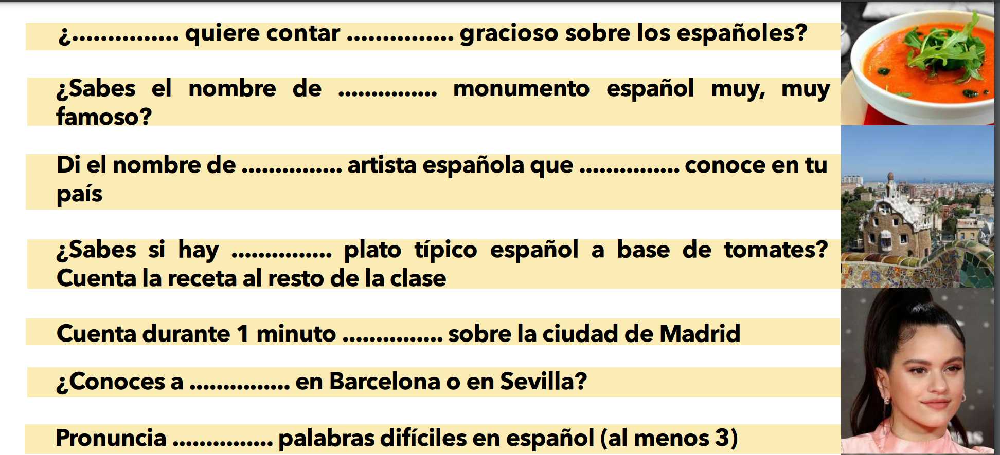 ¿............... quiere contar ............... gracioso sobre los españoles?
¿Sabes el nombre de ............... monumento español muy, muy
famoso?
Di el nombre de ............... artista española que ............... conoce en tu
país
¿Sabes si hay ............... plato típico español a base de tomates?
Cuenta la receta al resto de la clase
Cuenta durante 1 minuto ............... sobre la ciudad de Madrid
¿Conoces a ............... en Barcelona o en Sevilla?
Pronuncia ............... palabras difíciles en español (al menos 3)